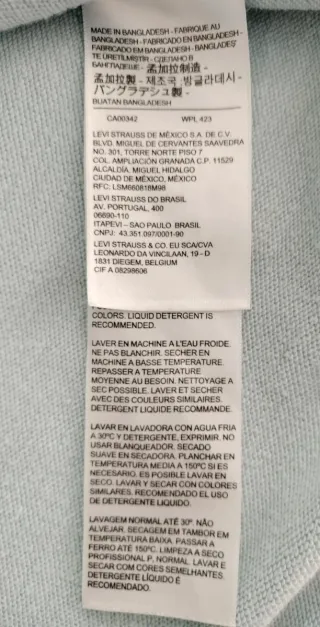 MADE IN BANGLADESH - FABRIQUE AU
BANGLADESH - FABRICADO EN BANGLADESH -
FABRICADO EM BANGLADESH - BANGLADEŞ'
TE ÜRETİLMİŞTİR - СДЕЛАНО В
БАНГЛАДЕШЕ - 孟加拉制造 -
孟加拉製 - 제조국 방글라데시 -
バングラデシュ製 -
BUATAN BANGLADESH
CA00342 WPL 423
LEVI STRAUSS DE MÉXICO S.A. DE C.V.
BLVD. MIGUEL DE CERVANTES SAAVEDRA
NO. 301, TORRE NORTE PISO 7
COL. AMPLIACIÓN GRANADA C.P. 11529
ALCALDÍA. MIGUEL HIDALGO
CIUDAD DE MÉXICO, MÉXICO
RFC: LSM660818M98
LEVI STRAUSS DO BRASIL
AV. PORTUGAL, 400
06690-110
ITAPEVI – SAO PAULO BRASIL
CNPJ: 43.351.097/0001-90
LEVI STRAUSS & CO. EU SCA/CVA
LEONARDO DA VINCILAAN, 19 - D
1831 DIEGEM, BELGIUM
CIF A 08298606
COLORS. LIQUID DETERGENT IS
RECOMMENDED.
LAVER EN MACHINE A L'EAU FROIDE.
NE PAS BLANCHIR. SECHER EN
MACHINE A BASSE TEMPERATURE.
REPASSER A TEMPERATURE
MOYENNE AU BESOIN. NETTOYAGE A
SEC POSSIBLE. LAVER ET SECHER
AVEC DES COULEURS SIMILAIRES.
DETERGENT LIQUIDE RECOMMANDE.
LAVAR EN LAVADORA CON AGUA FRIA
A 30ºC Y DETERGENTE, EXPRIMIR. NO
USAR BLANQUEADOR. SECADO
SUAVE EN SECADORA. PLANCHAR EN
TEMPERATURA MEDIA A 150ºC SI ES
NECESARIO. ES POSIBLE LAVAR EN
SECO. LAVAR Y SECAR CON COLORES
SIMILARES. RECOMENDADO EL USO
DE DETERGENTE LIQUIDO.
LAVAGEM NORMAL ATÉ 30º. NÃO
ALVEJAR. SECAGEM EM TAMBOR EM
TEMPERATURA BAIXA. PASSAR A
FERRO ATÉ 150ºC. LIMPEZA A SECO
PROFISSIONAL P, NORMAL. LAVAR E
SECAR COM CORES SEMELHANTES.
DETERGENTE LÍQUIDO É
RECOMENDADO.